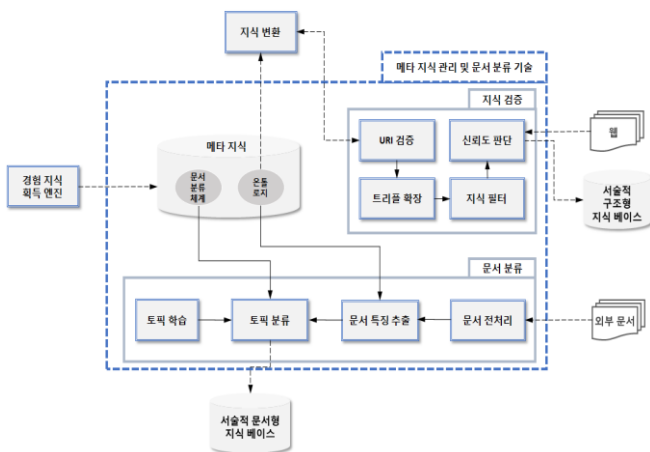 지식 변환
메타 지식 관리 및 문서 분류 기술
지식 검증
메타 지식
URI 검증
신뢰도 판단
웹
경험 지식
획득 엔진
문서
분류
체계
온톨
로지
트리플 확장
지식 필터
서술적
구조형
지식 베이스
문서 분류
토픽 학습
토픽 분류
문서 특징 추출
문서 전처리
외부 문서
서술적 문서형
지식 베이스